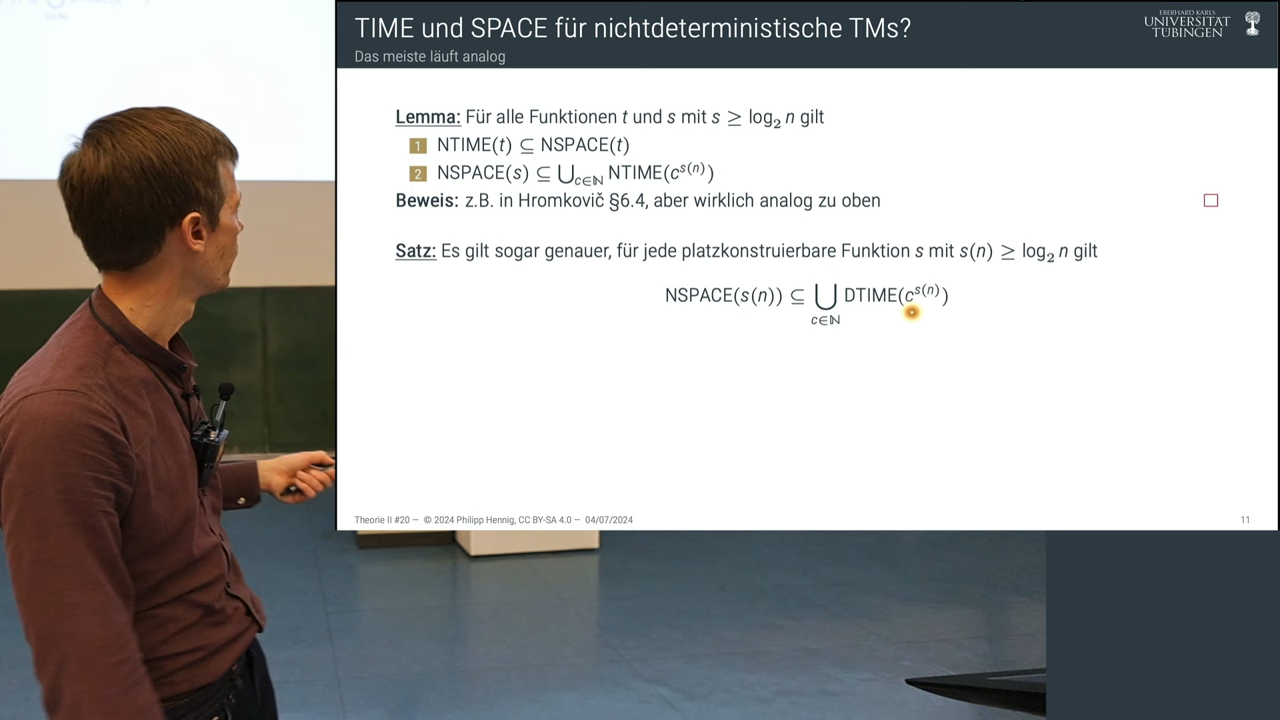 TIME und SPACE für nichtdeterministische TMs?
Das meiste läuft analog
EBERHARD KARLS
UNIVERSITÄT
TÜBINGEN
Lemma: Für alle Funktionen t und s mit s ≥ log₂ n gilt
1 NTIME(t) ⊆ NSPACE(t)
2 NSPACE(s) ⊆ ⋃_{c∈ℕ} NTIME(c^{s(n)})
Beweis: z.B. in Hromkovič §6.4, aber wirklich analog zu oben □
Satz: Es gilt sogar genauer, für jede platzkonstruierbare Funktion s mit s(n) ≥ log₂ n gilt
NSPACE(s(n)) ⊆ ⋃_{c∈ℕ} DTIME(c^{s(n)})
Theorie II #20 — © 2024 Philipp Hennig, CC BY-SA 4.0 — 04/07/2024
11